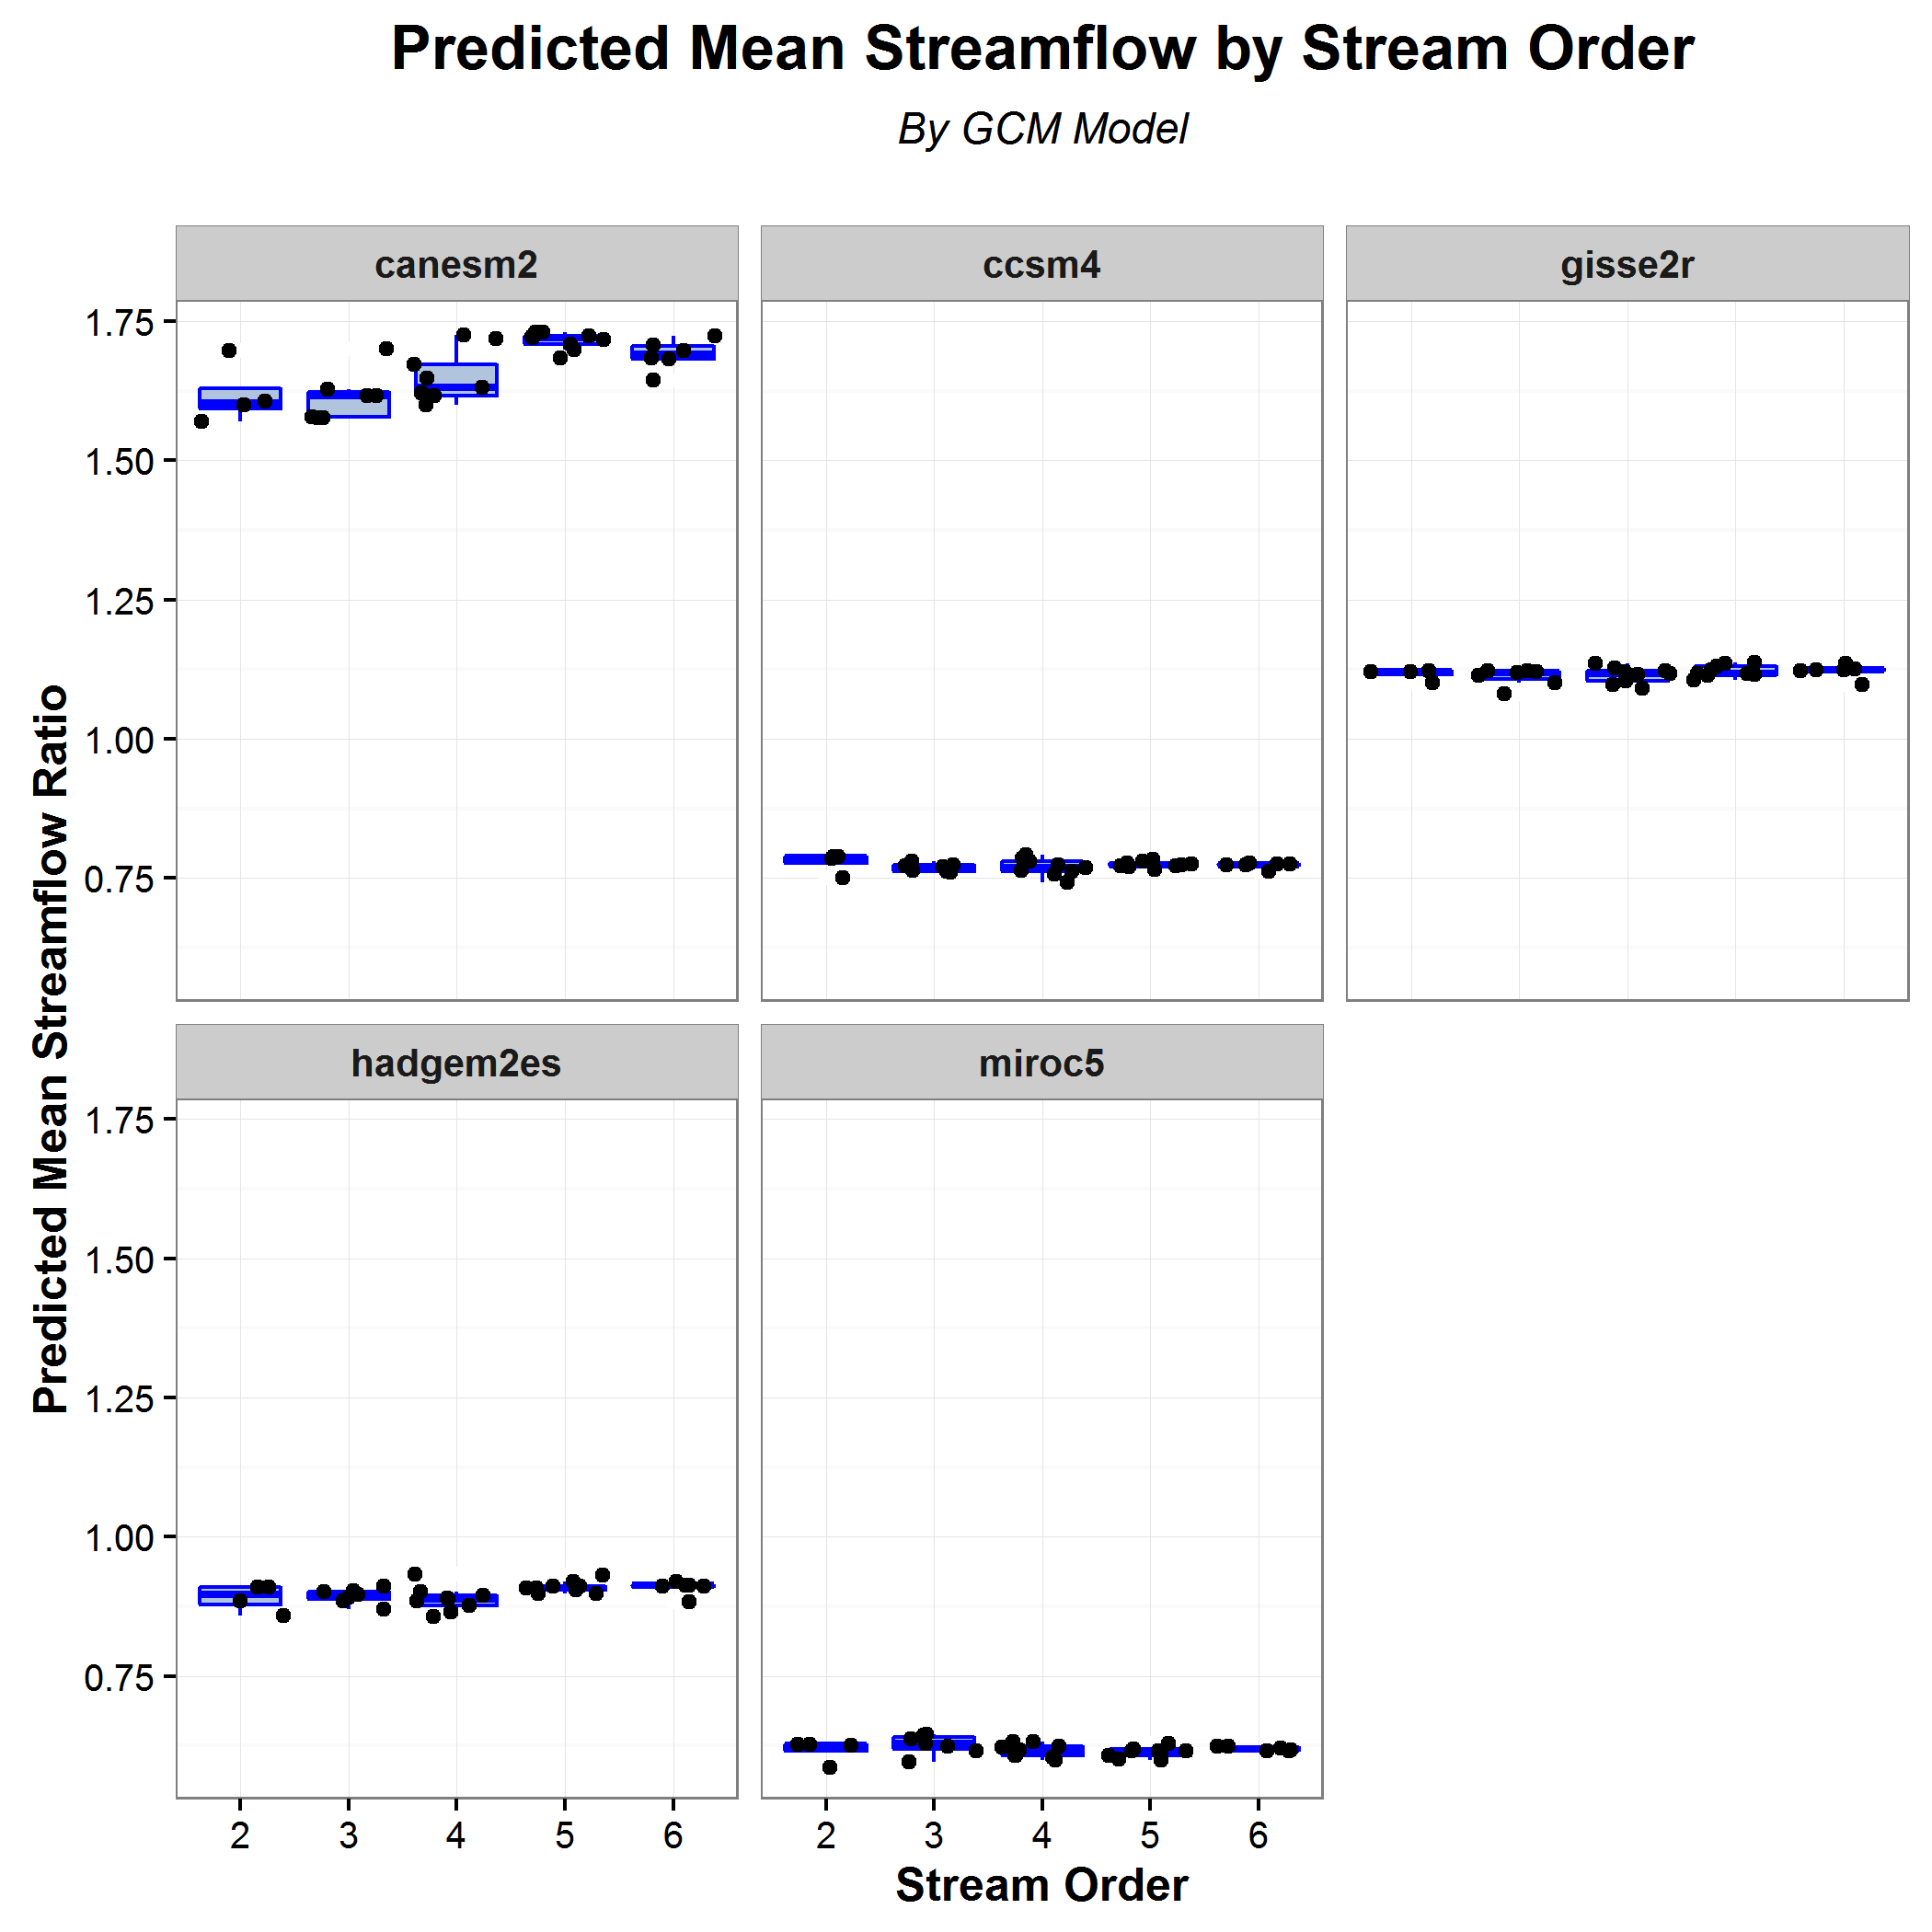 Predicted Mean Streamflow by Stream Order
By GCM Model
canesm2
ccsm4
gisse2r
1.75
1.50
1.25
1.00
0.75
Predicted Mean Streamflow Ratio
hadgem2es
miroc5
1.75
1.50
1.25
1.00
0.75
2 3 4 5 6
2 3 4 5 6
Stream Order